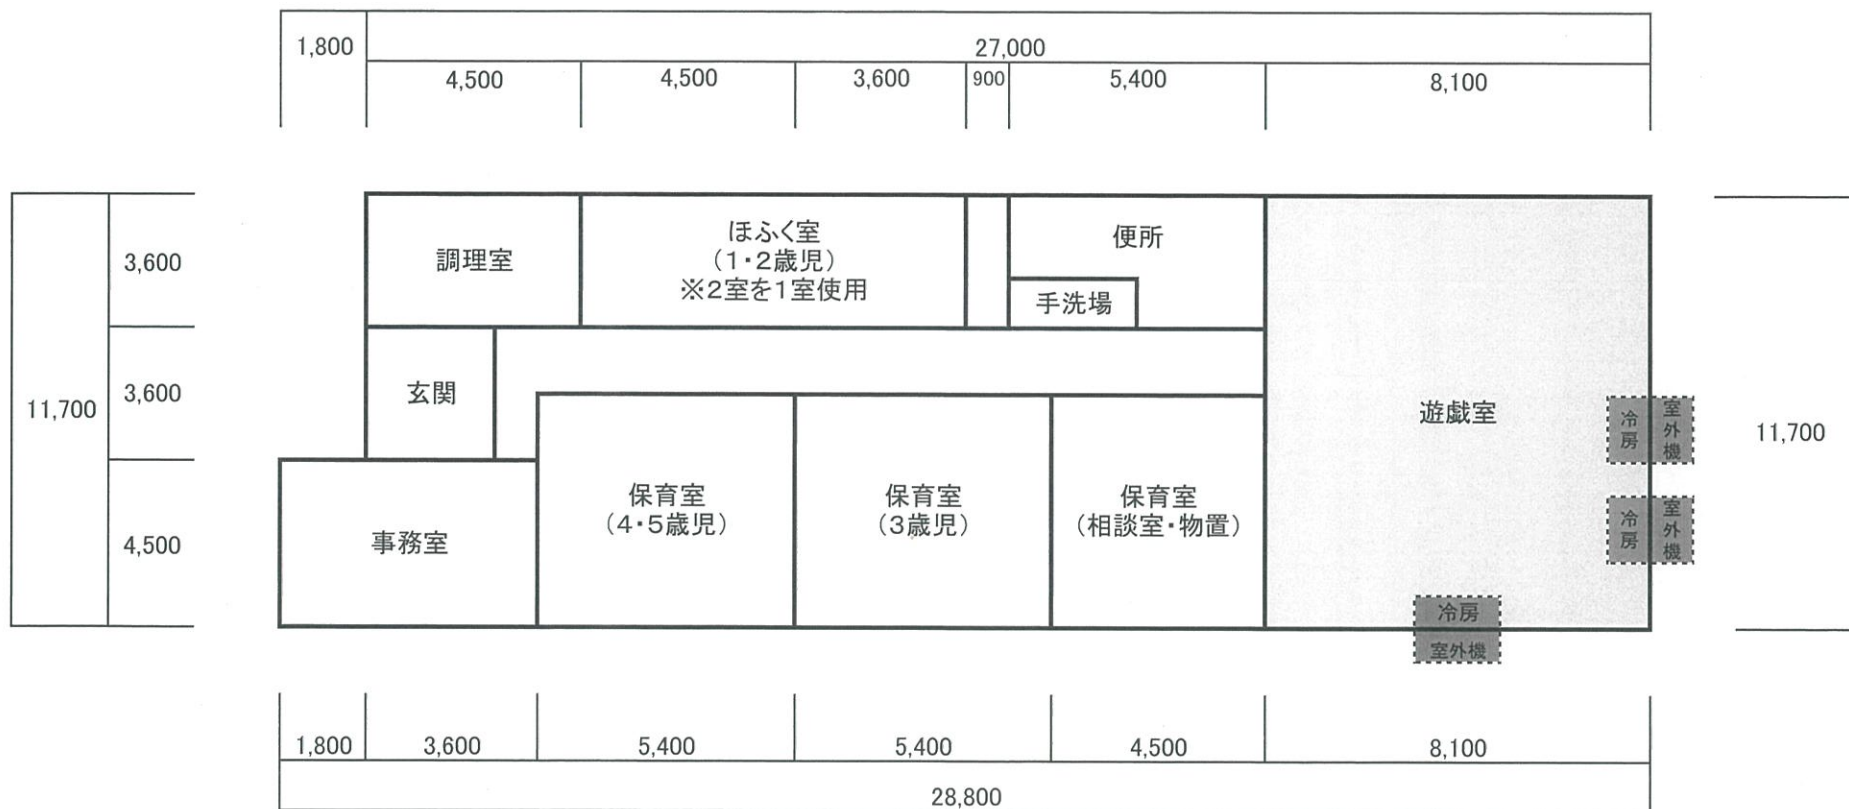 1,800
27,000
4,500
4,500
3,600
900
5,400
8,100
11,700
3,600
3,600
4,500
調理室
ほふく室
(1・2歳児)
※2室を1室使用
便所
手洗場
玄関
遊戯室
冷房
室外機
冷房
室外機
11,700
事務室
保育室
(4・5歳児)
保育室
(3歳児)
保育室
(相談室・物置)
冷房
室外機
1,800
3,600
5,400
5,400
4,500
8,100
28,800